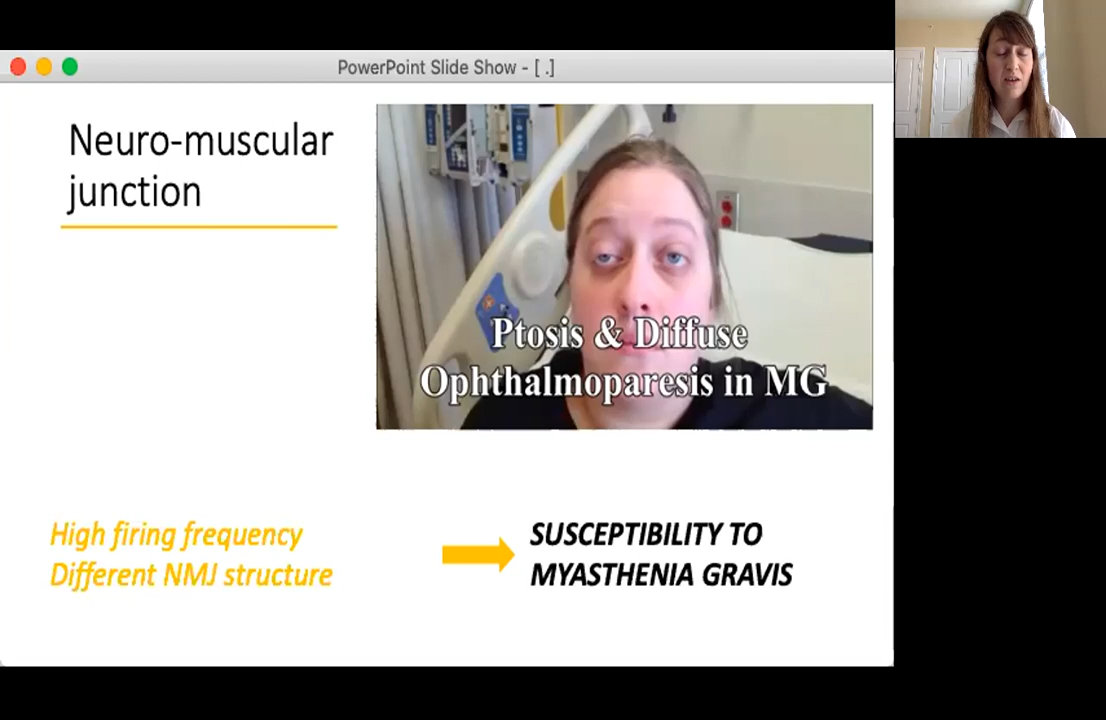 PowerPoint Slide Show - [ .]
Neuro-muscular
junction
Ptosis & Diffuse
Ophthalmoparesis in MG
High firing frequency
Different NMJ structure
SUSCEPTIBILITY TO
MYASTHENIA GRAVIS